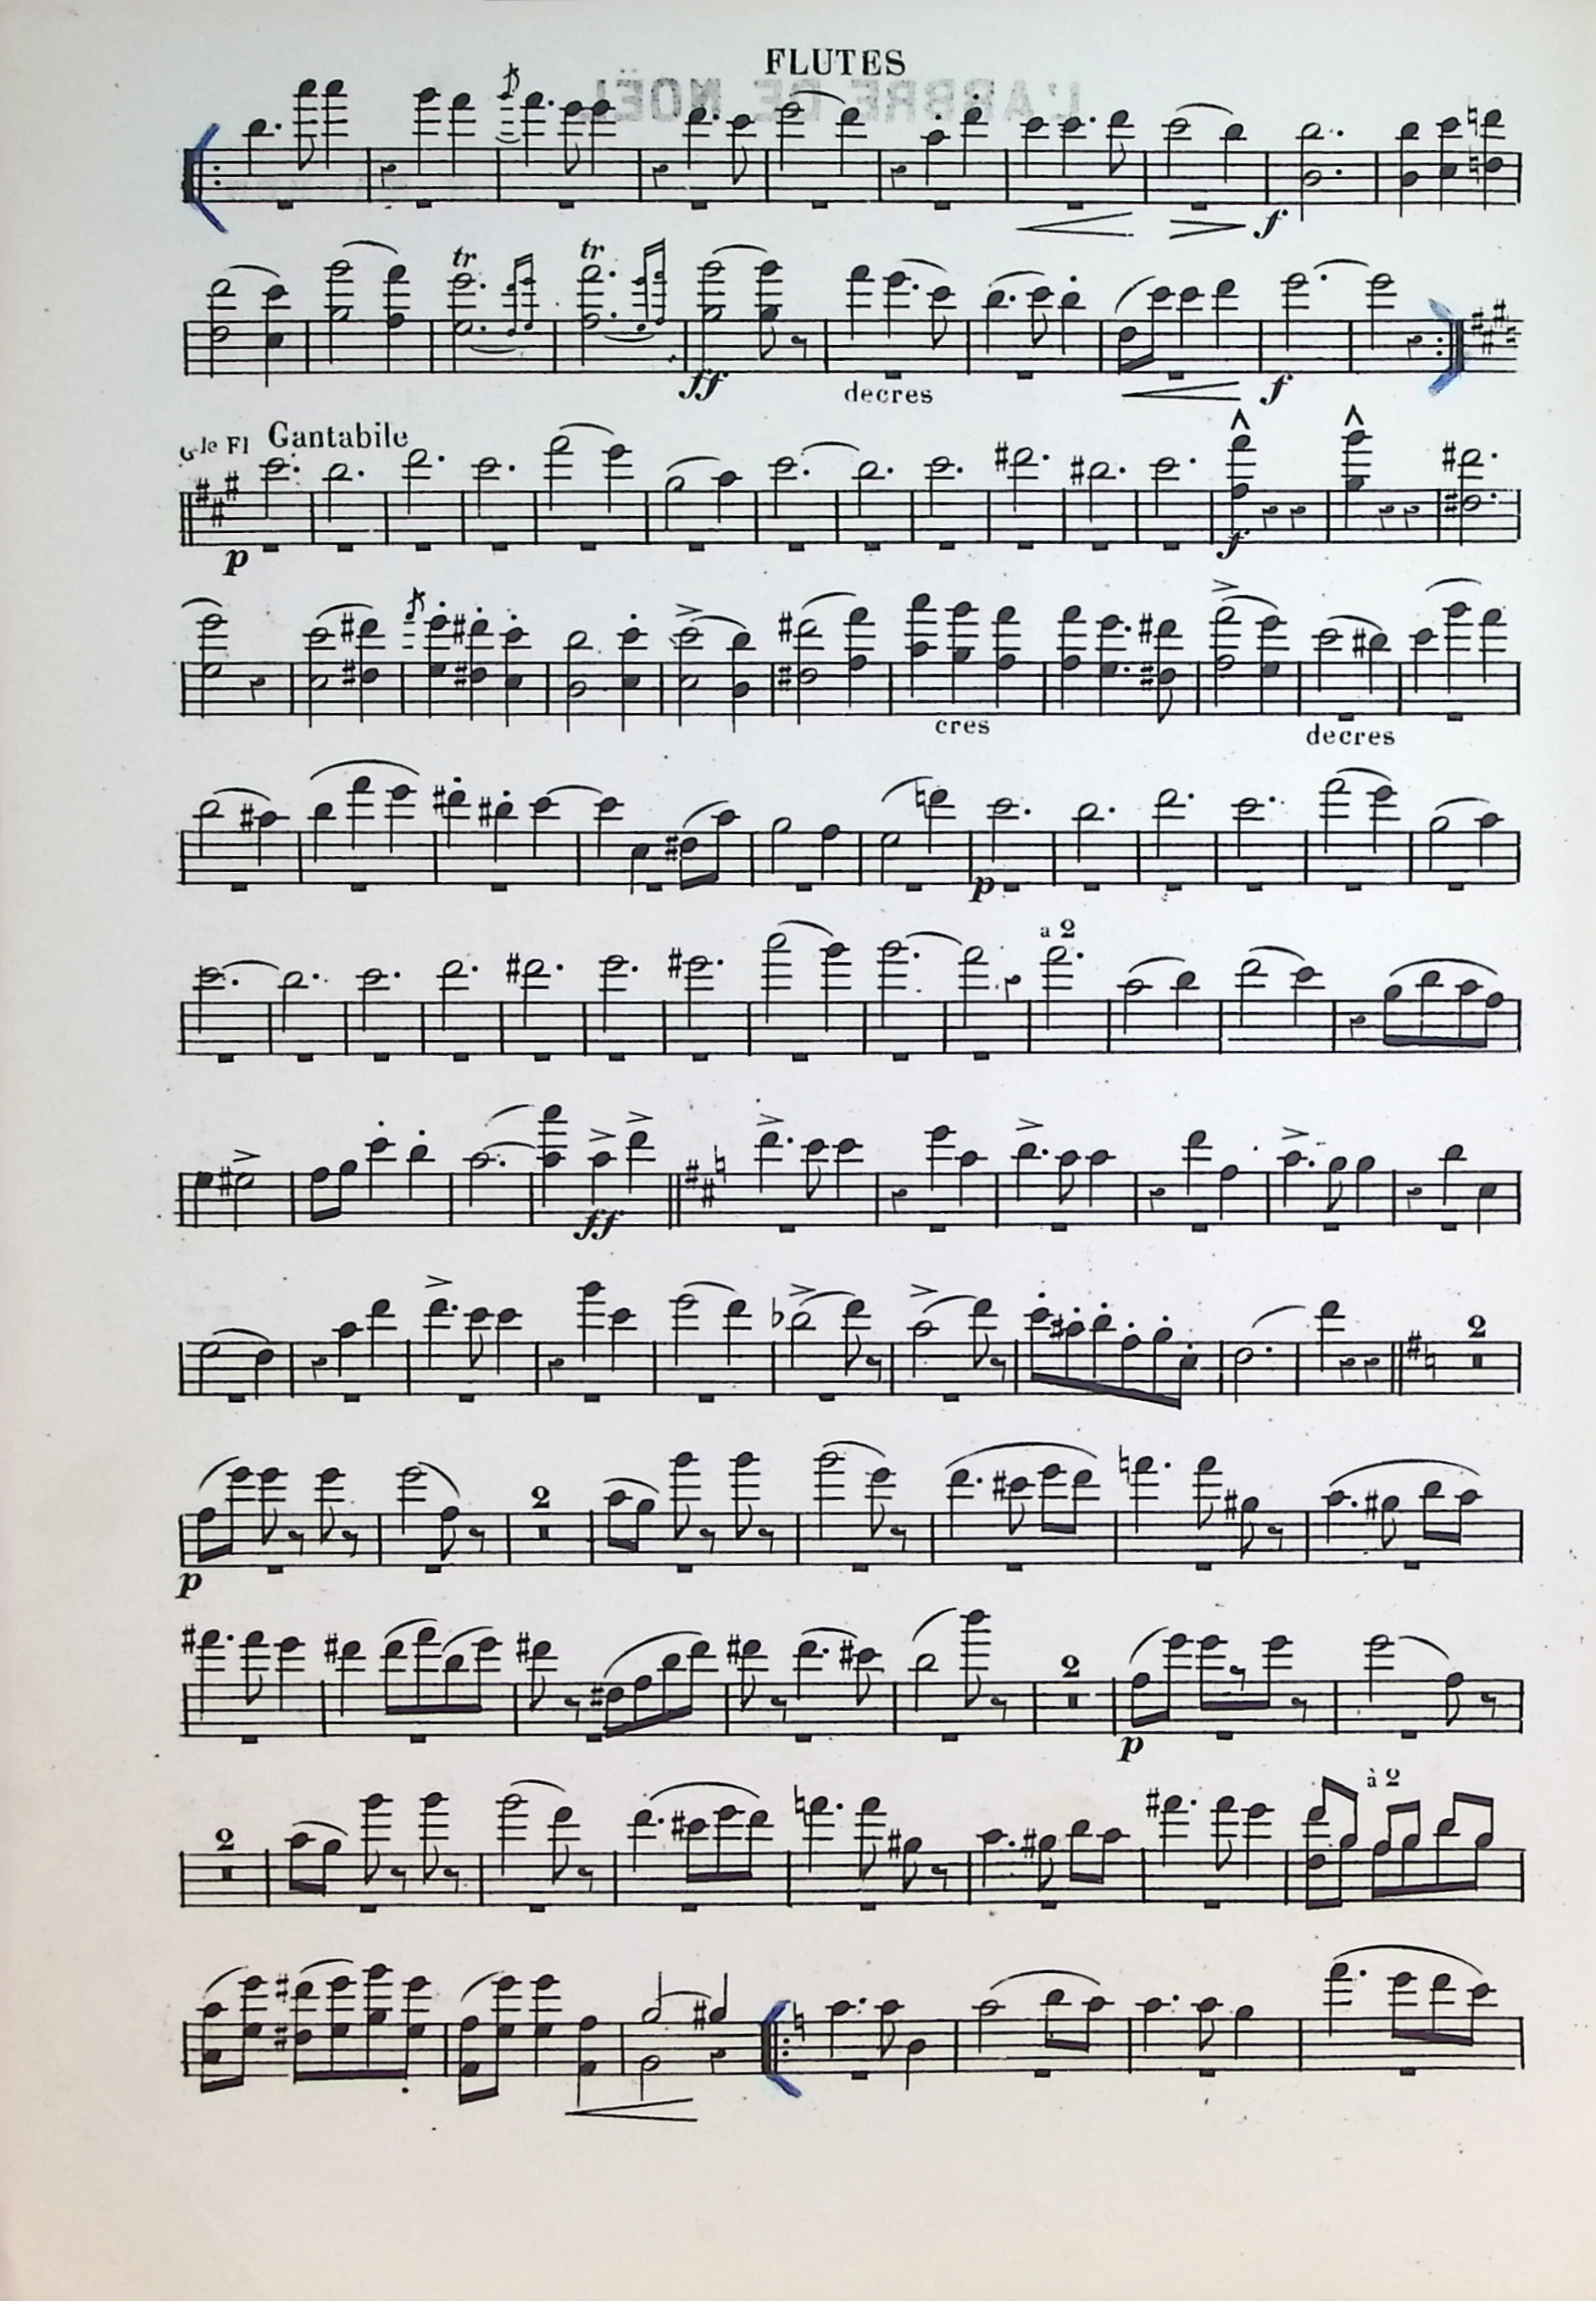 FLUTES
L'ARBRE DE NOËL
f
tr tr
ff decres f
Gde Fl Cantabile
p f
cres decres
p
a 2
ff
2
2
p
2
p
2 à 2